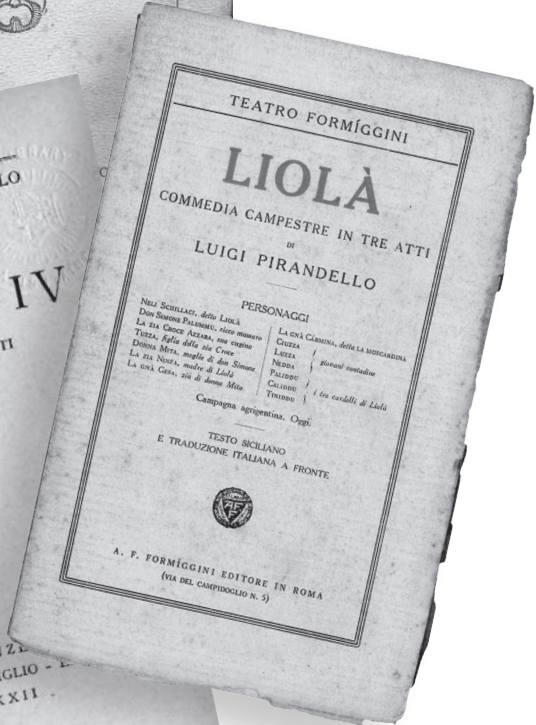 TEATRO FORMÍGGINI
LIOLÀ
COMMEDIA CAMPESTRE IN TRE ATTI
DI
LUIGI PIRANDELLO
PERSONAGGI
NELI SCHILLACI, detto LIOLÀ
DON SIMONE PALUMMU, ricco massaro
LA ZIA CROCE AZZARA, sua cugina
TUZZA, figlia della zia Croce
DONNA MITA, moglie di don Simone
LA ZIA NINFA, madre di Liolà
LA GNÀ GESA, zia di donna Mita
LA GNÀ CÀRMINA, detta LA MOSCARDINA
CIUZZA
LUZZA
NEDDA
giovani contadine
PALIDDU
CALIDDU
TINIDDU
i tre cardelli di Liolà
Campagna agrigentina. Oggi.
TESTO SICILIANO
E TRADUZIONE ITALIANA A FRONTE
A. F. FORMÍGGINI EDITORE IN ROMA
(VIA DEL CAMPIDOGLIO N. 5)
LO
IV
TI
NZE
GLIO -
XXII